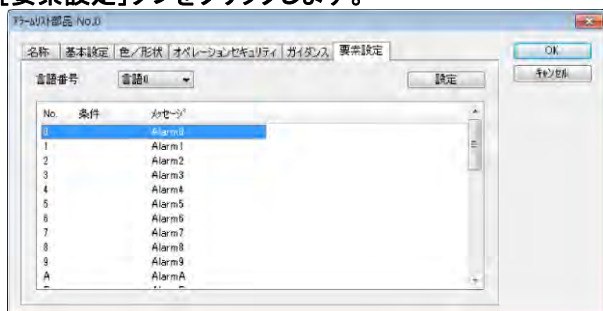 [要素設定]タブをクリックします。
アラームリスト部品 No.0
名称 基本設定 色/形状 オペレーションセキュリティ ガイダンス 要素設定
OK
キャンセル
言語番号 言語0 設定
No. 条件 メッセージ
0 Alarm0
1 Alarm1
2 Alarm2
3 Alarm3
4 Alarm4
5 Alarm5
6 Alarm6
7 Alarm7
8 Alarm8
9 Alarm9
A AlarmA